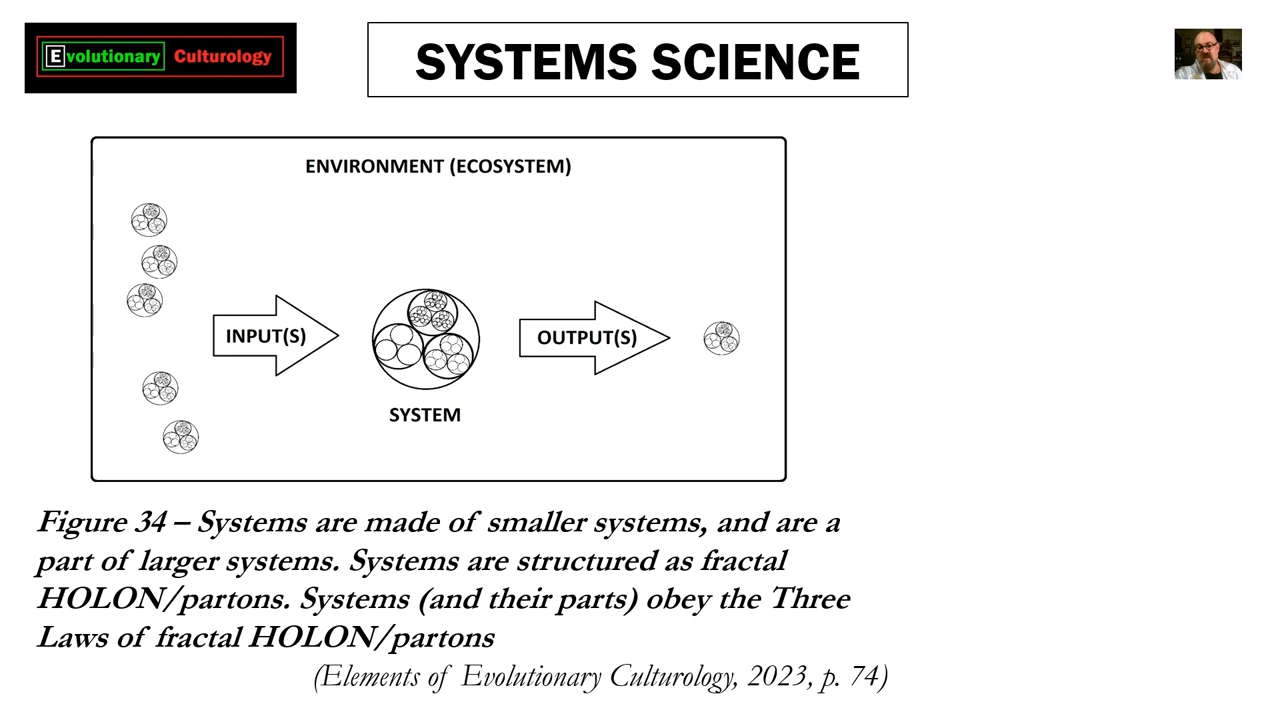 Evolutionary Culturology
SYSTEMS SCIENCE
ENVIRONMENT (ECOSYSTEM)
INPUT(S)
OUTPUT(S)
SYSTEM
Figure 34 – Systems are made of smaller systems, and are a
part of larger systems. Systems are structured as fractal
HOLON/partons. Systems (and their parts) obey the Three
Laws of fractal HOLON/partons
(Elements of Evolutionary Culturology, 2023, p. 74)